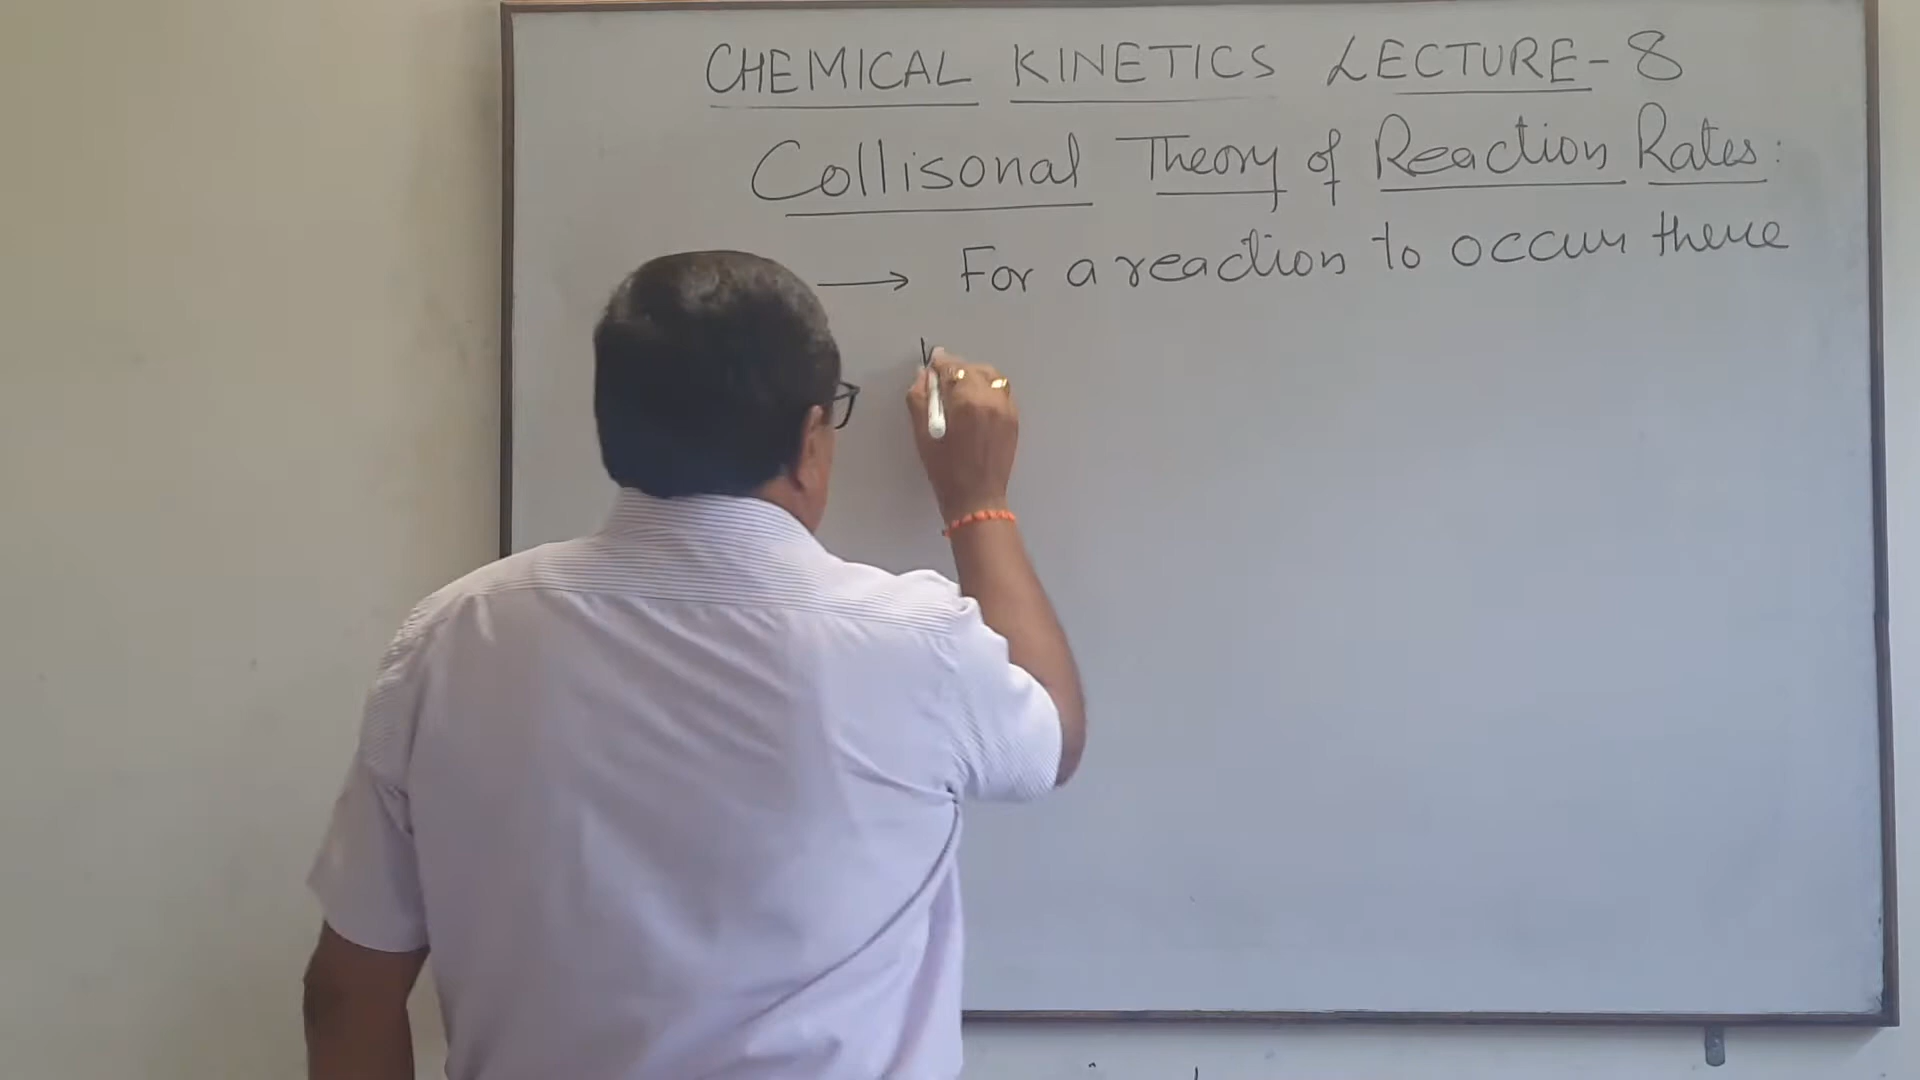 CHEMICAL KINETICS LECTURE-8
Collisonal Theory of Reaction Rates:
→ For a reaction to occur there